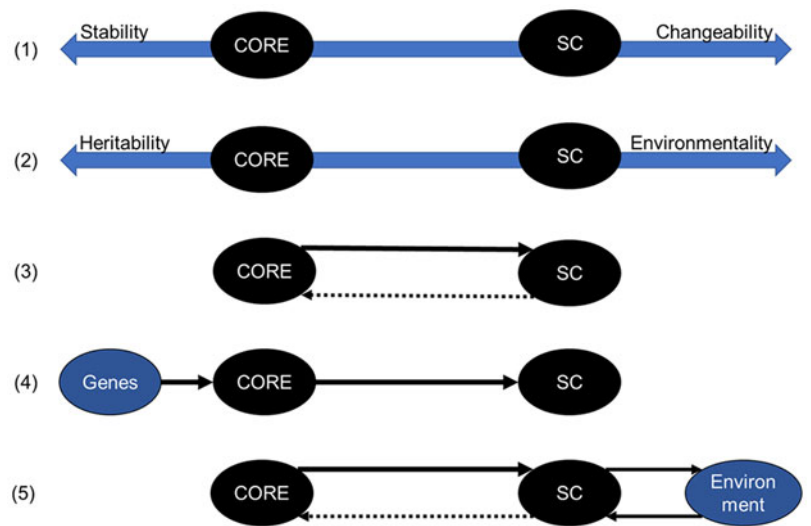 Stability
Changeability
(1)
CORE
SC
Heritability
Environmentality
(2)
CORE
SC
(3)
CORE
SC
(4)
Genes
CORE
SC
(5)
CORE
SC
Environ
ment